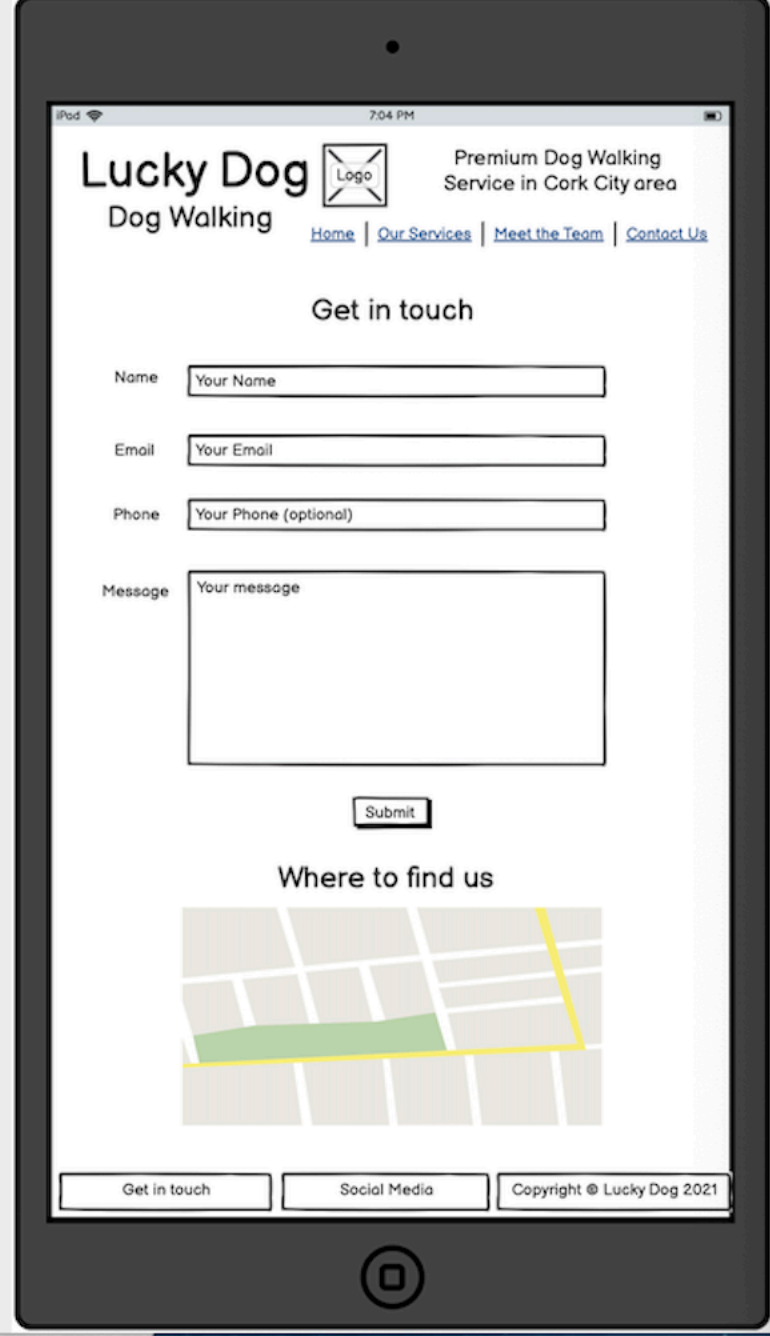 iPod 7:04 PM
Lucky Dog
Logo
Premium Dog Walking
Service in Cork City area
Dog Walking
Home | Our Services | Meet the Team | Contact Us
Get in touch
Name
Your Name
Email
Your Email
Phone
Your Phone (optional)
Message
Your message
Submit
Where to find us
Get in touch
Social Media
Copyright © Lucky Dog 2021